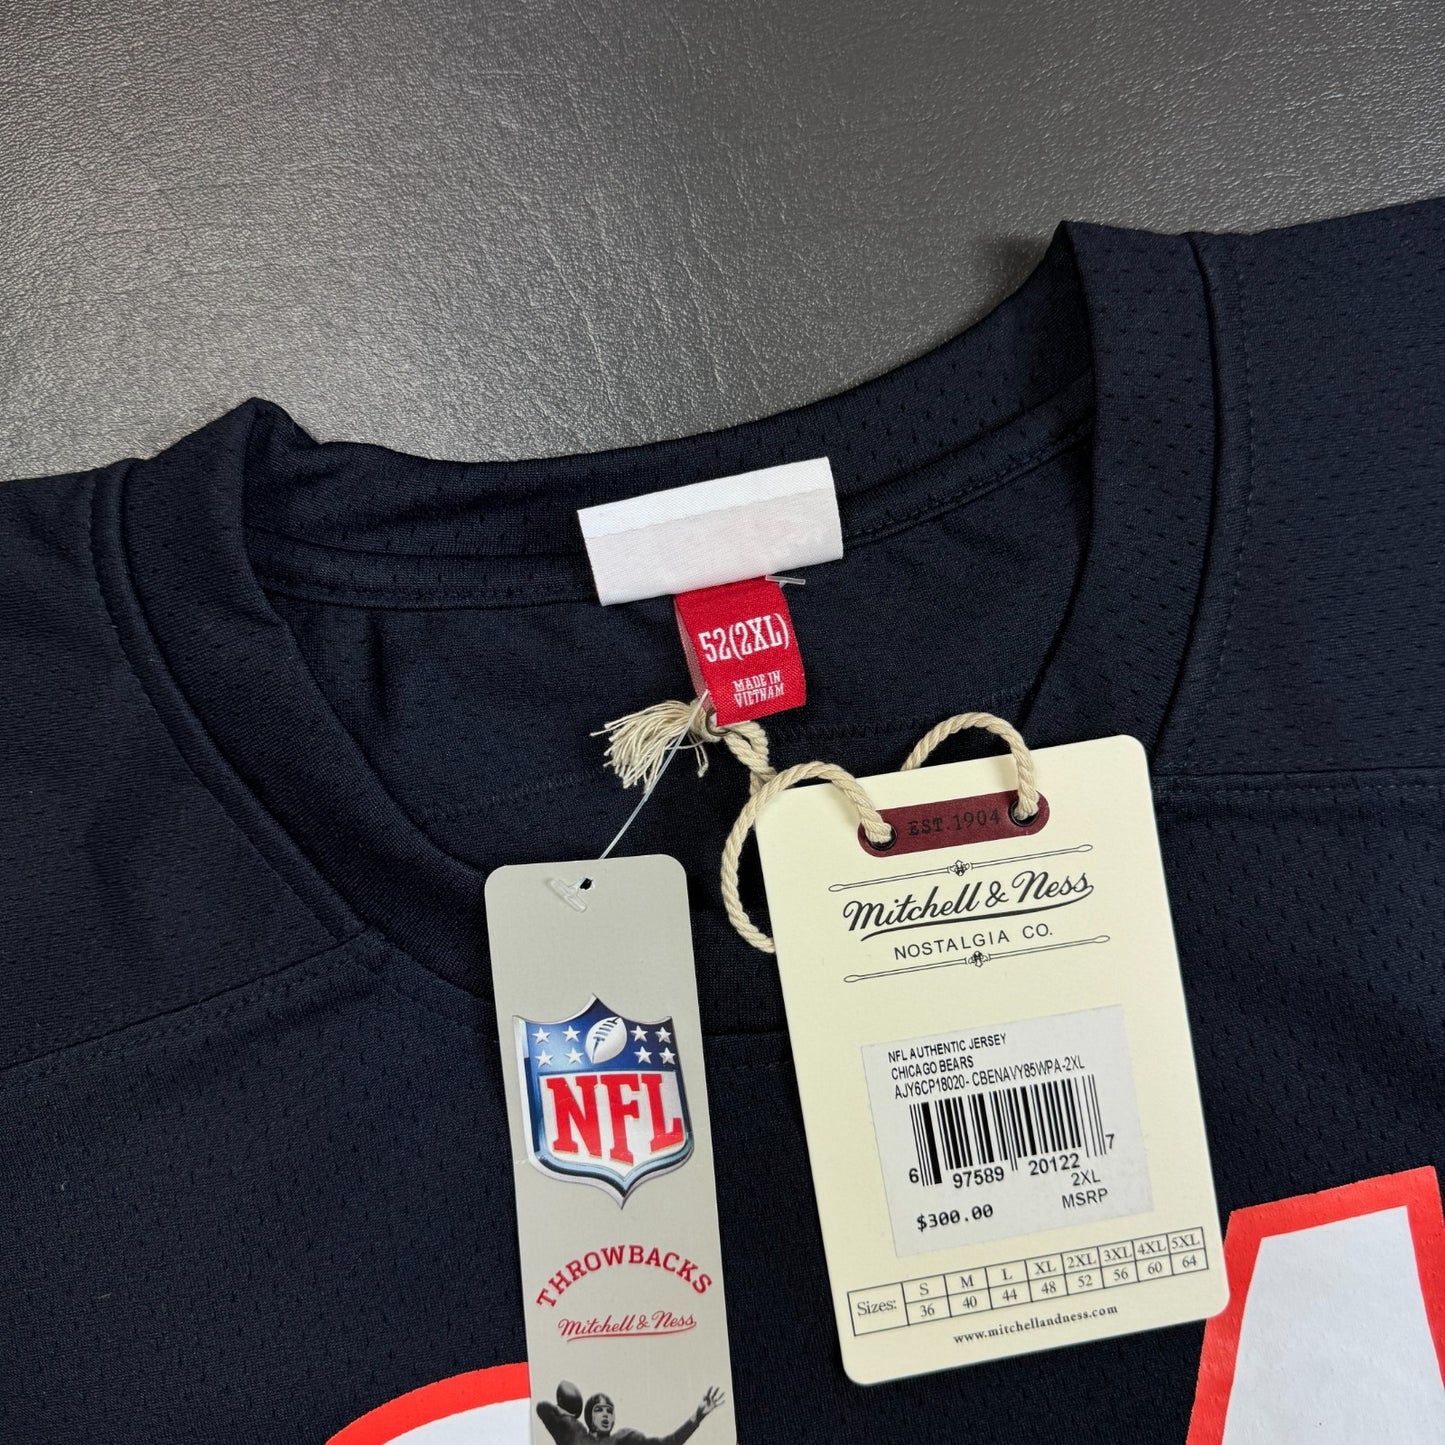 52(2XL)
MADE IN
VIETNAM
EST. 1904
Mitchell & Ness
NOSTALGIA CO.
NFL AUTHENTIC JERSEY
CHICAGO BEARS
AJY6CP18020- CBENAVY85WPA-2XL
6 97589 20122 7
2XL
$300.00 MSRP
Sizes: S M L XL 2XL 3XL 4XL 5XL
36 40 44 48 52 56 60 64
www.mitchellandness.com
NFL
THROWBACKS
Mitchell & Ness